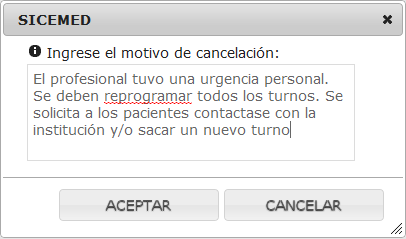 SICEMED
Ingrese el motivo de cancelación:
El profesional tuvo una urgencia personal.
Se deben reprogramar todos los turnos. Se
solicita a los pacientes contactase con la
institución y/o sacar un nuevo turno
ACEPTAR
CANCELAR